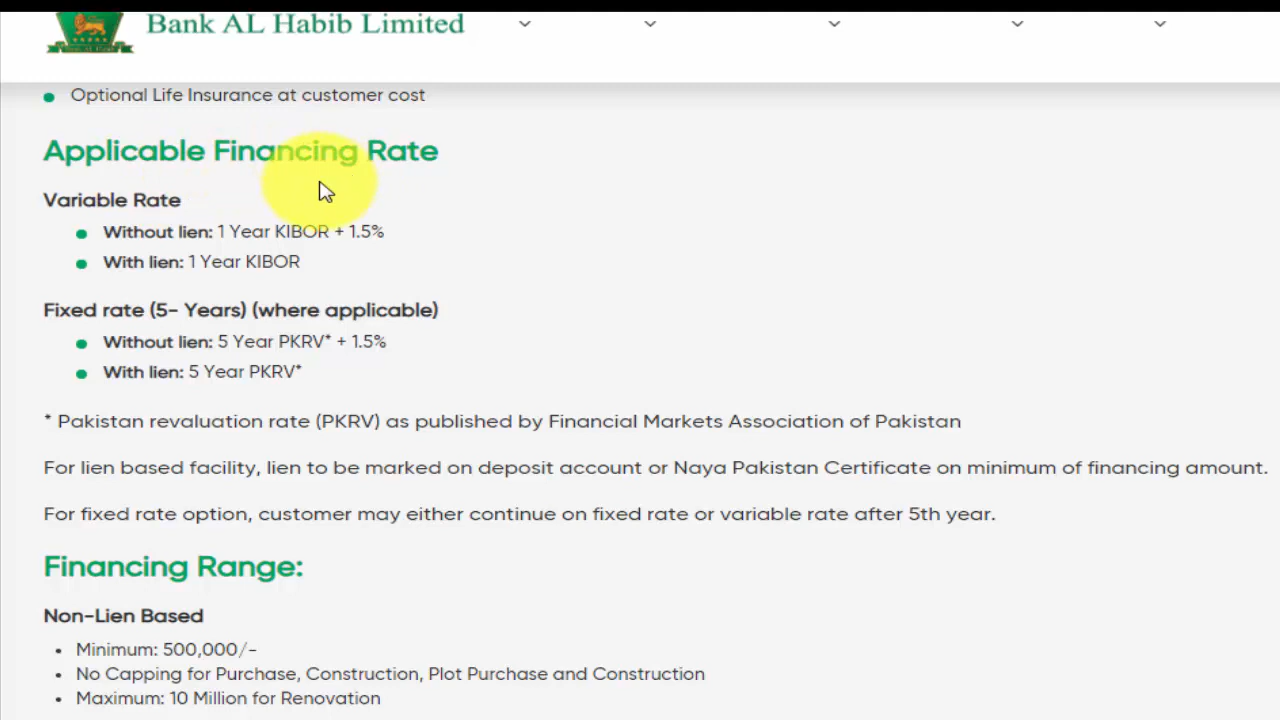 Bank AL Habib Limited
Optional Life Insurance at customer cost
Applicable Financing Rate
Variable Rate
Without lien: 1 Year KIBOR + 1.5%
With lien: 1 Year KIBOR
Fixed rate (5- Years) (where applicable)
Without lien: 5 Year PKRV* + 1.5%
With lien: 5 Year PKRV*
* Pakistan revaluation rate (PKRV) as published by Financial Markets Association of Pakistan
For lien based facility, lien to be marked on deposit account or Naya Pakistan Certificate on minimum of financing amount.
For fixed rate option, customer may either continue on fixed rate or variable rate after 5th year.
Financing Range:
Non-Lien Based
• Minimum: 500,000/-
• No Capping for Purchase, Construction, Plot Purchase and Construction
• Maximum: 10 Million for Renovation